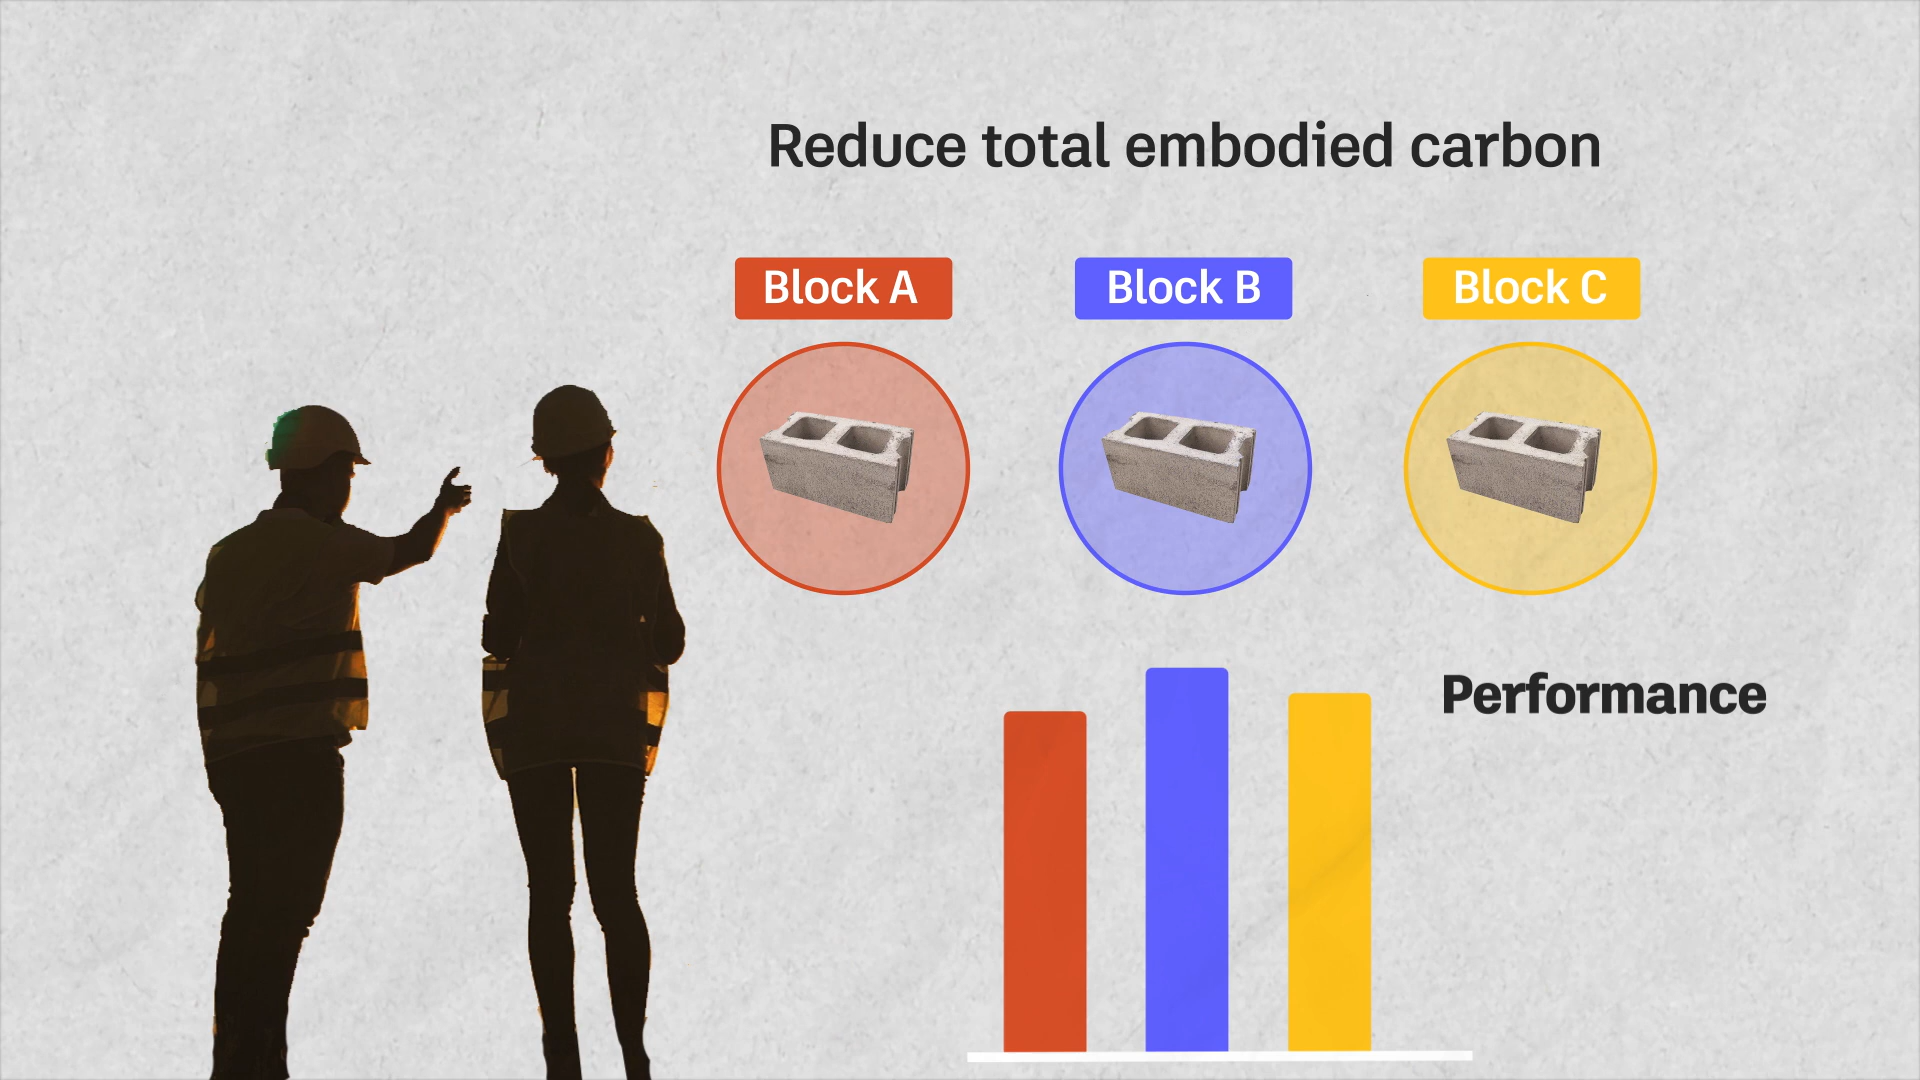 Reduce total embodied carbon
Block A
Block B
Block C
Performance